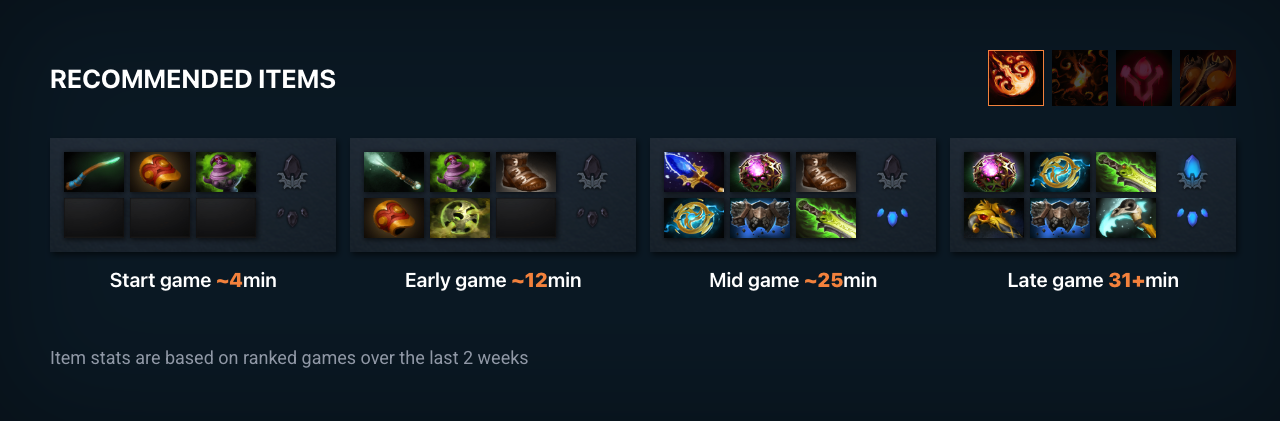 RECOMMENDED ITEMS
Start game ~4min
Early game ~12min
Mid game ~25min
Late game 31+min
Item stats are based on ranked games over the last 2 weeks